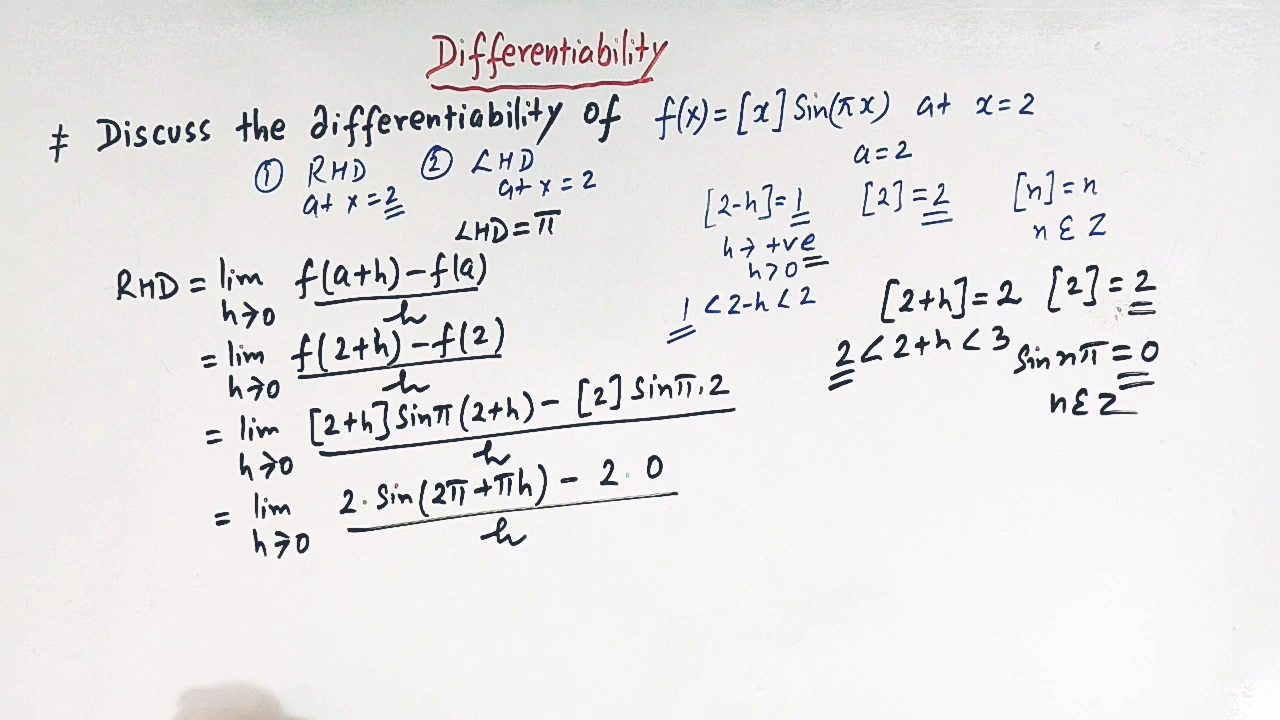 Differentiability
≠ Discuss the differentiability of f(x) = [x] Sin(πx) at x = 2
① RHD at x = 2
② LHD at x = 2
LHD = π
a = 2
[2-h] = 1
h → +ve
h > 0
1 < 2-h < 2
[2] = 2
[n] = n
n ∈ Z
RHD = lim h→0 f(a+h) - f(a) / h
= lim h→0 f(2+h) - f(2) / h
= lim h→0 [2+h] Sinπ(2+h) - [2] Sinπ.2 / h
= lim h→0 2. Sin(2π+πh) - 2.0 / h
[2+h] = 2 [2] = 2
2 < 2+h < 3
Sin nπ = 0
n ∈ Z